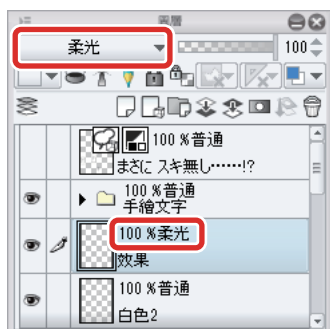 圖層
柔光 100
100 %普通
まさに スキ無し……!?
100 %普通
手繪文字
100 %柔光
效果
100 %普通
白色2